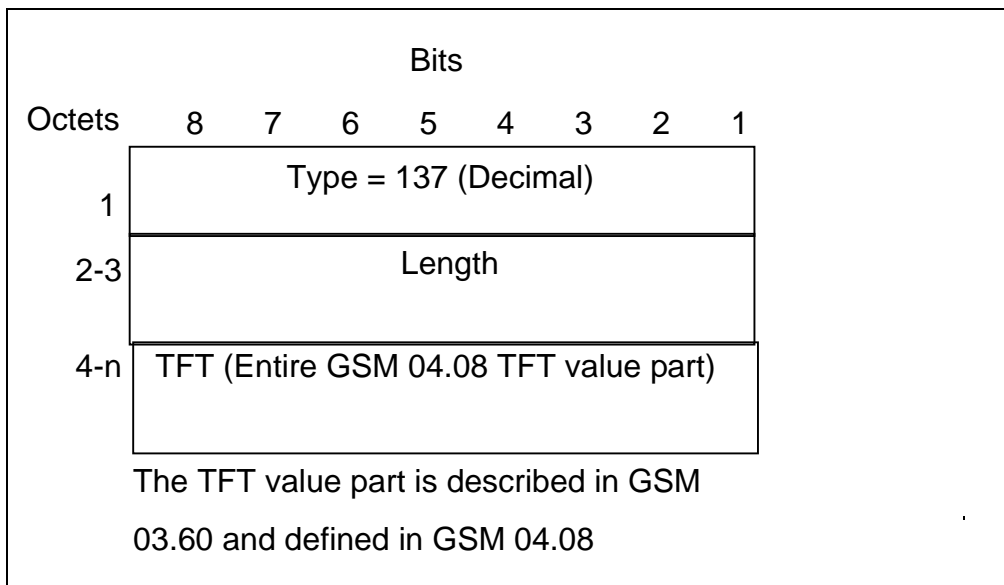 Bits
Octets 8 7 6 5 4 3 2 1
1 Type = 137 (Decimal)
2-3 Length
4-n TFT (Entire GSM 04.08 TFT value part)
The TFT value part is described in GSM
03.60 and defined in GSM 04.08